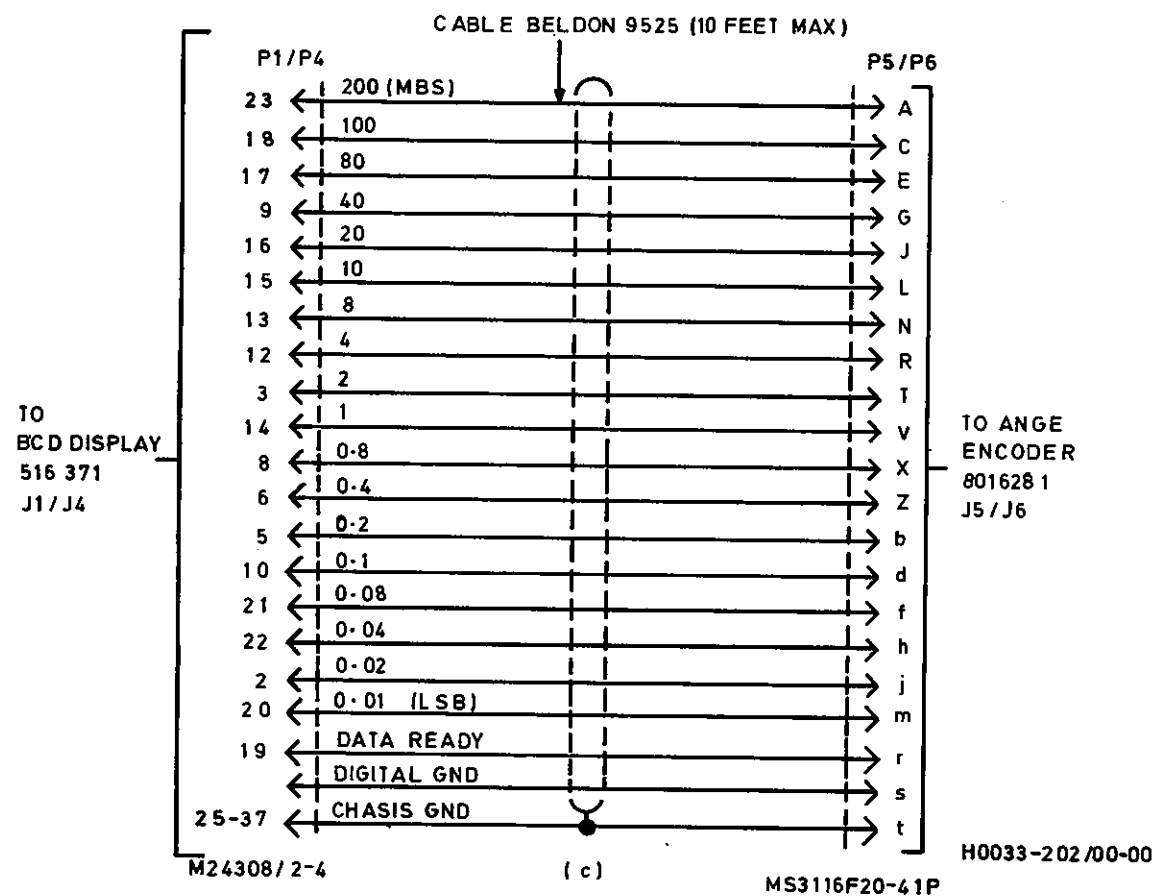 CABLE BELDON 9525 (10 FEET MAX)
P1/P4 P5/P6
23 200 (MBS) A
18 100 C
17 80 E
9 40 G
16 20 J
15 10 L
13 8 N
12 4 R
3 2 T
14 1 V
8 0·8 X
6 0·4 Z
5 0·2 b
10 0·1 d
21 0·08 f
22 0·04 h
2 0·02 j
20 0·01 (LSB) m
19 DATA READY r
DIGITAL GND s
25-37 CHASIS GND t
TO
BCD DISPLAY
516 371
J1/J4
TO ANGE
ENCODER
8016281
J5/J6
M24308/2-4
(c)
MS3116F20-41P
H0033-202/00-00